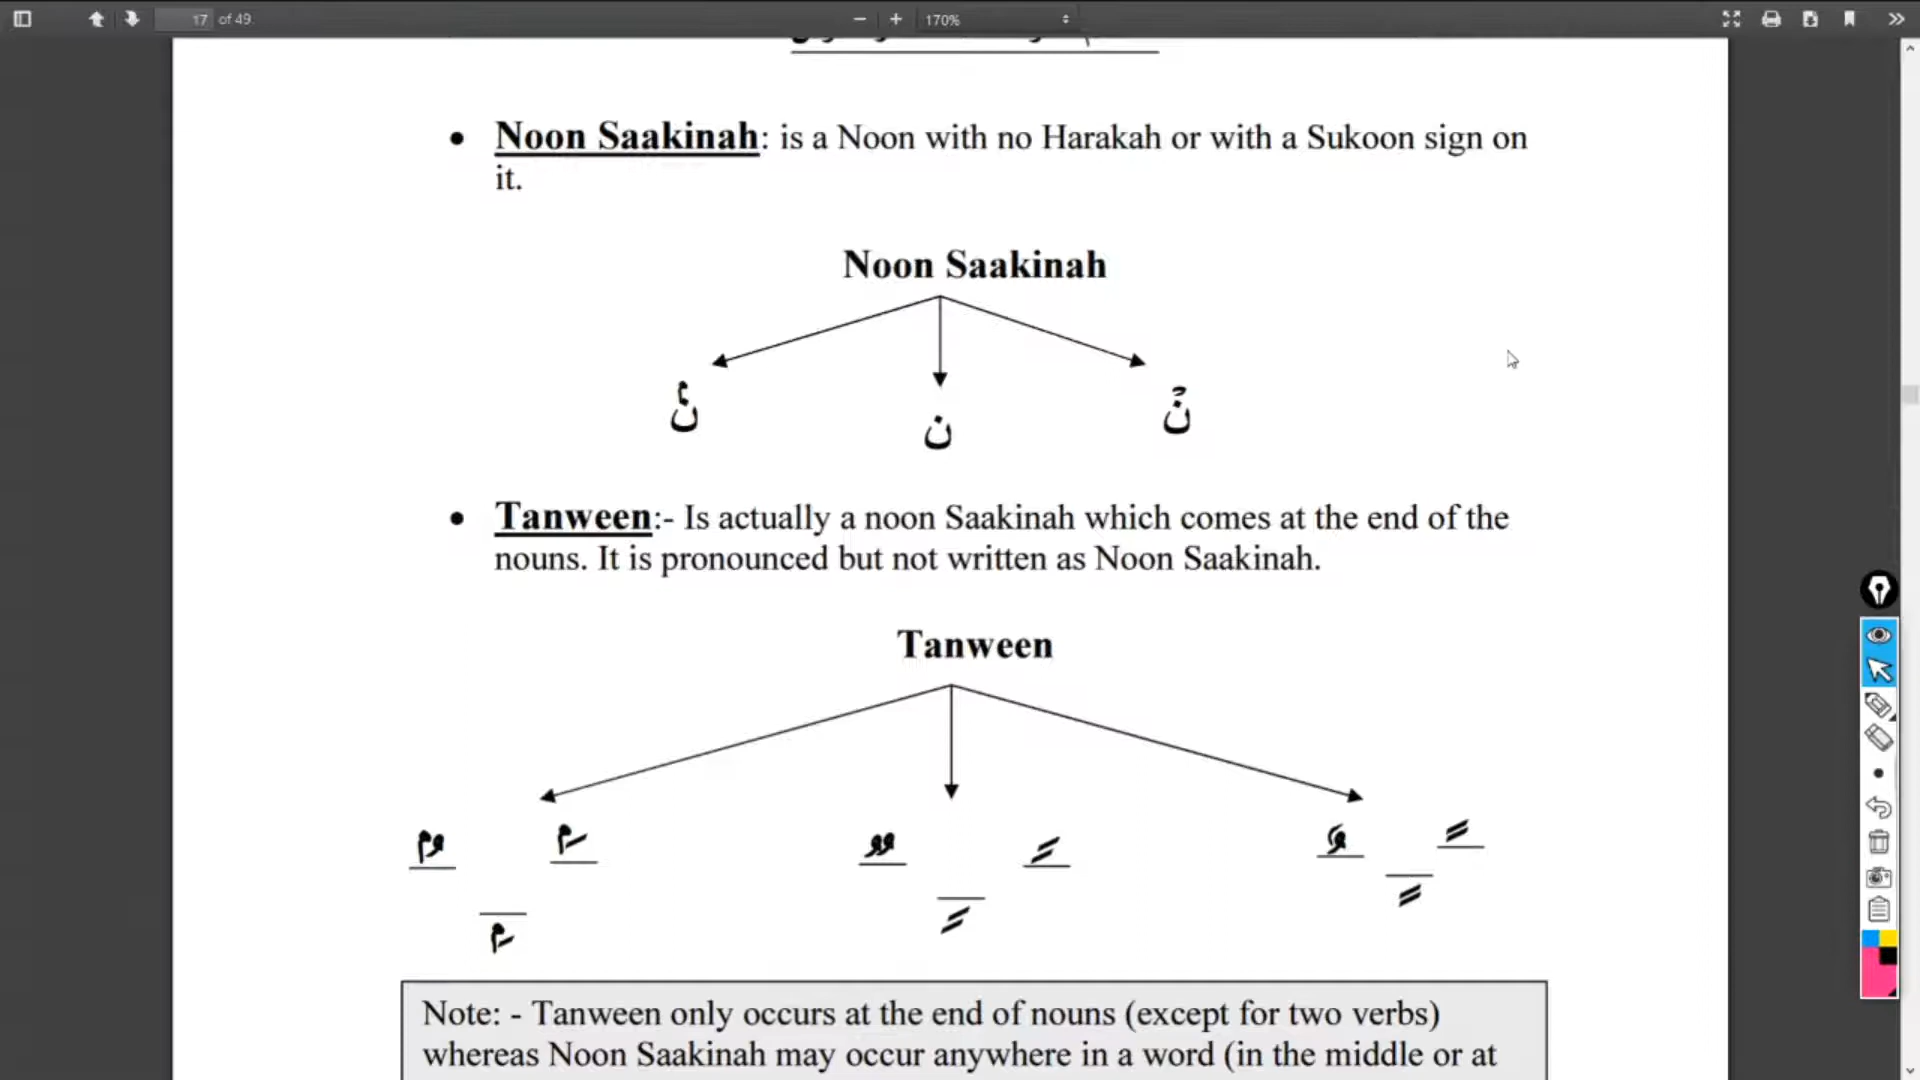 17 of 49
170%
• Noon Saakinah: is a Noon with no Harakah or with a Sukoon sign on
it.
Noon Saakinah
نۢ ن نۡ
• Tanween:- Is actually a noon Saakinah which comes at the end of the
nouns. It is pronounced but not written as Noon Saakinah.
Tanween
Note: - Tanween only occurs at the end of nouns (except for two verbs)
whereas Noon Saakinah may occur anywhere in a word (in the middle or at